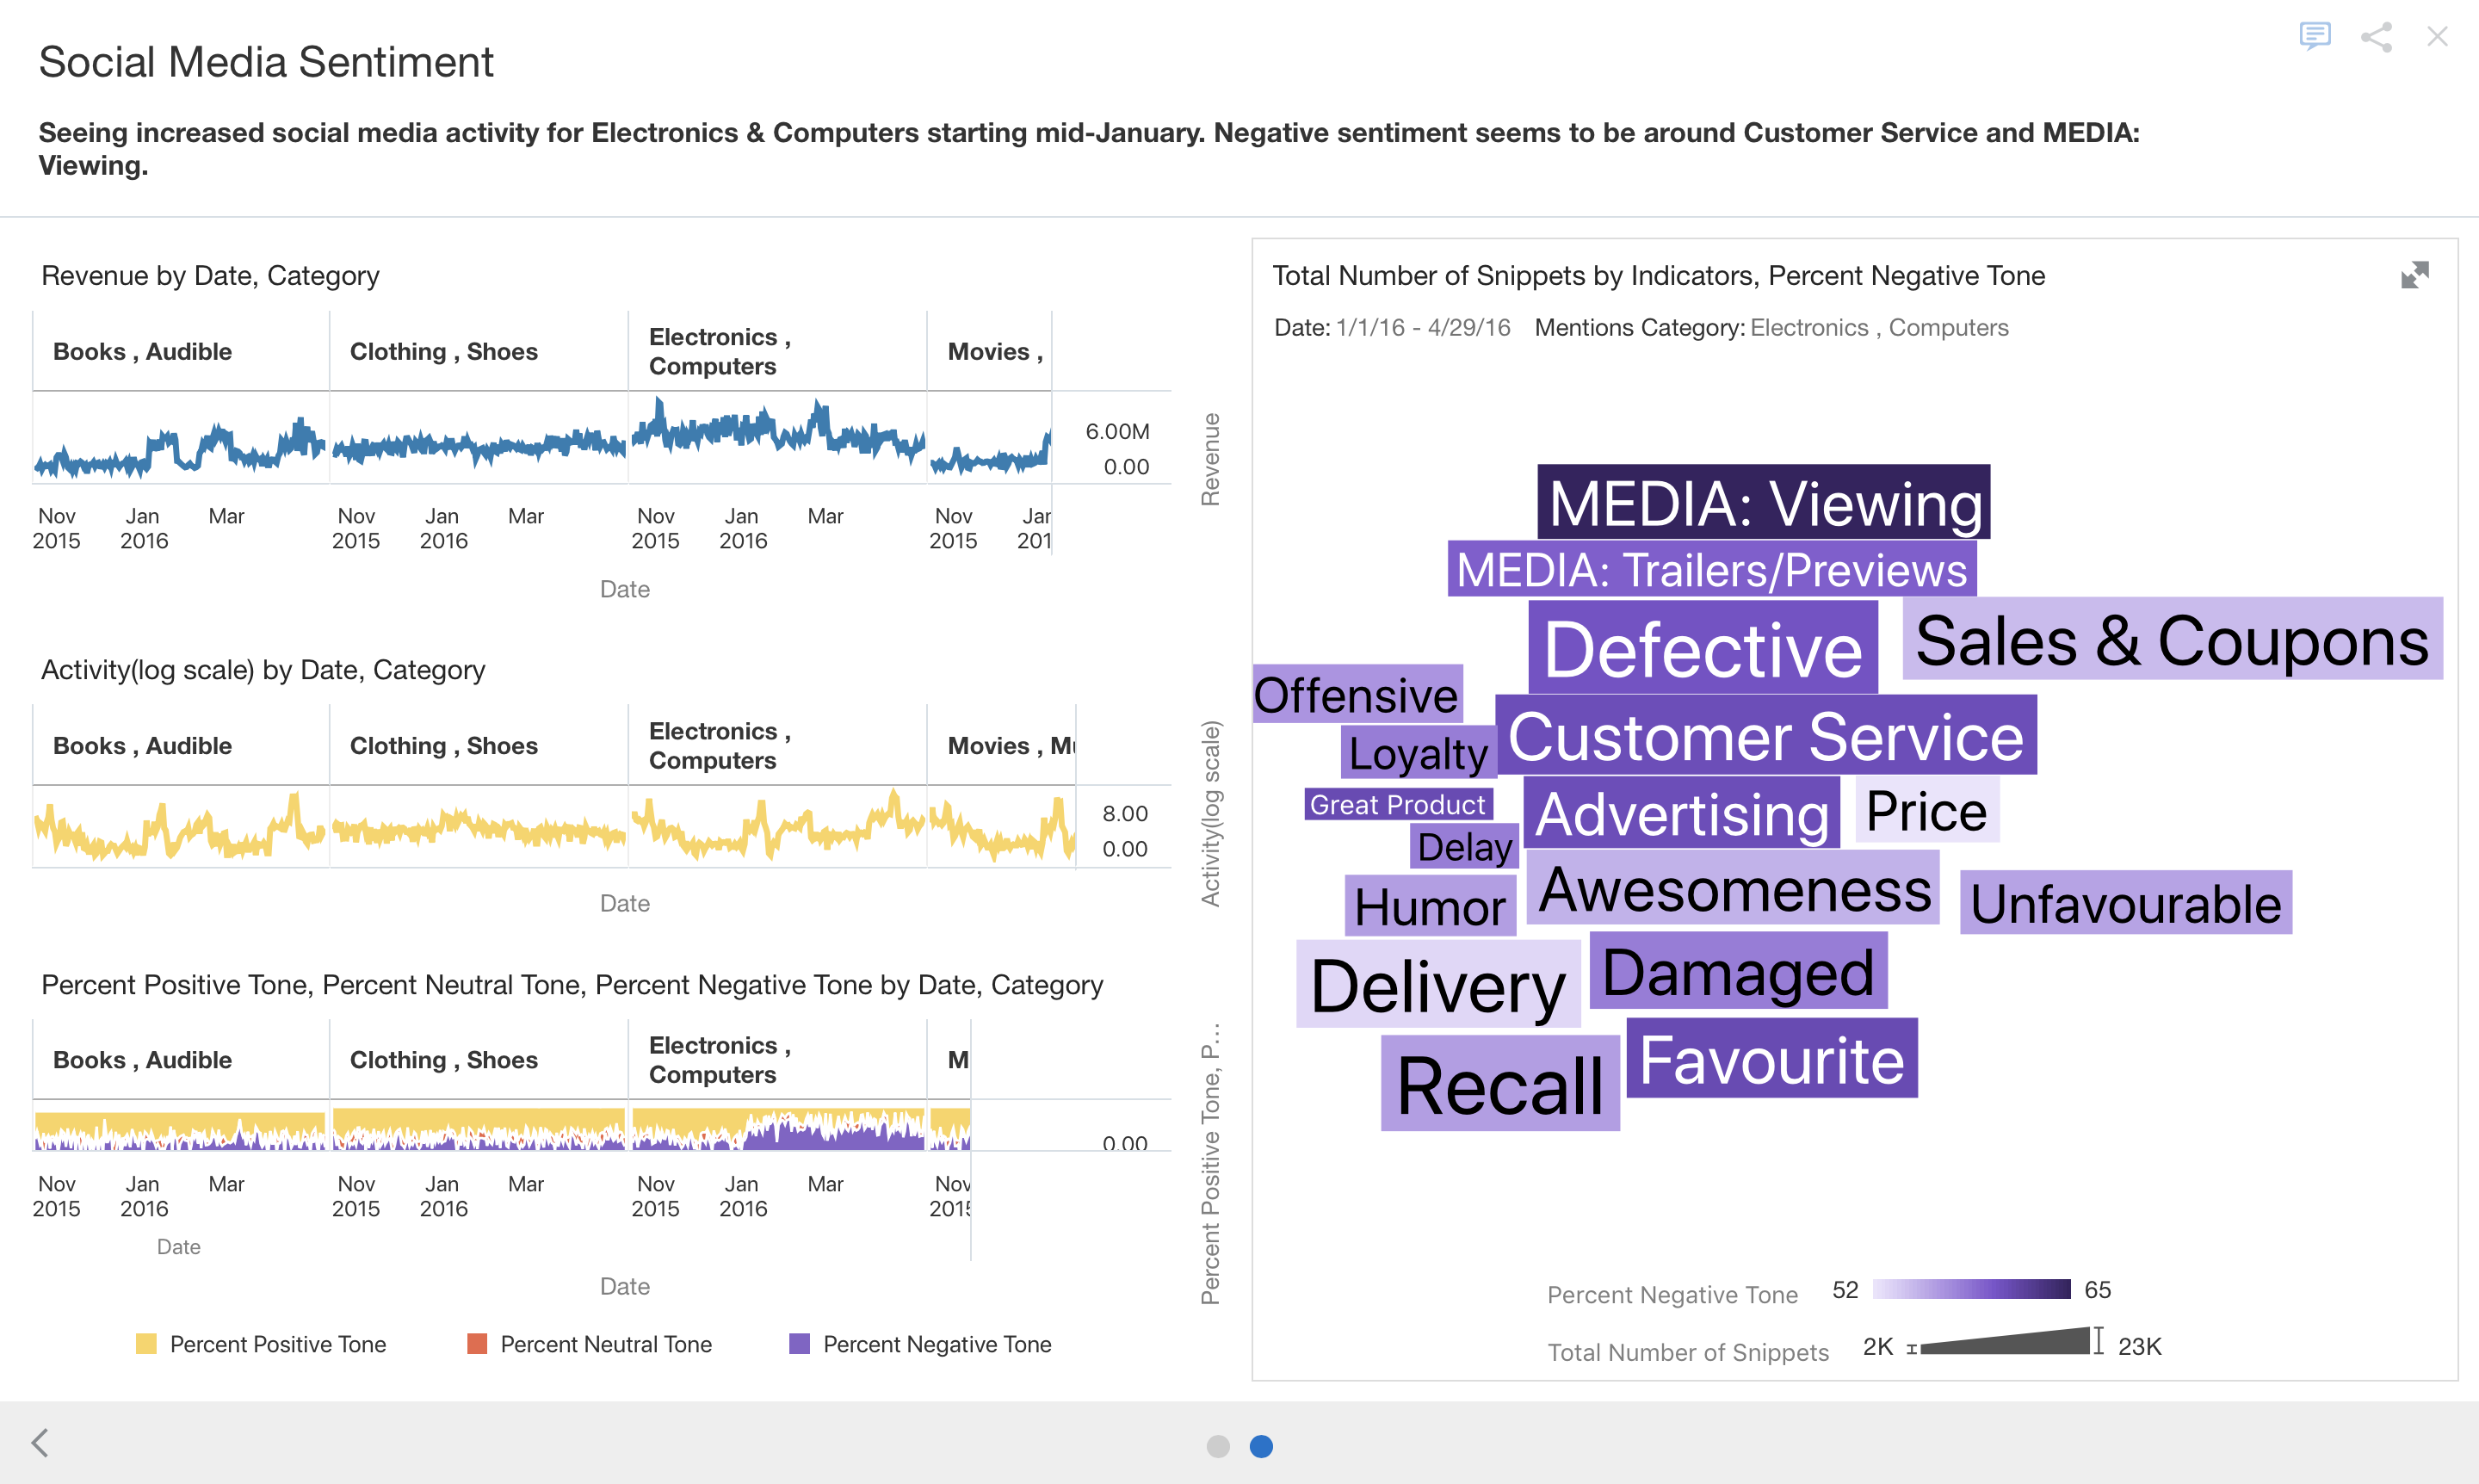 Social Media Sentiment
Seeing increased social media activity for Electronics & Computers starting mid-January. Negative sentiment seems to be around Customer Service and MEDIA:
Viewing.
Revenue by Date, Category
Books , Audible
Clothing , Shoes
Electronics ,
Computers
Movies ,
6.00M
0.00
Revenue
Nov
2015
Jan
2016
Mar
Nov
2015
Jan
2016
Mar
Nov
2015
Jan
2016
Mar
Nov
2015
Jan
201
Date
Activity(log scale) by Date, Category
Books , Audible
Clothing , Shoes
Electronics ,
Computers
Movies , Mu
8.00
0.00
Activity(log scale)
Date
Percent Positive Tone, Percent Neutral Tone, Percent Negative Tone by Date, Category
Books , Audible
Clothing , Shoes
Electronics ,
Computers
M
0.00
Percent Positive Tone, P...
Nov
2015
Jan
2016
Mar
Nov
2015
Jan
2016
Mar
Nov
2015
Jan
2016
Mar
Nov
2015
Date
Date
Percent Positive Tone
Percent Neutral Tone
Percent Negative Tone
Total Number of Snippets by Indicators, Percent Negative Tone
Date: 1/1/16 - 4/29/16 Mentions Category: Electronics , Computers
MEDIA: Viewing
MEDIA: Trailers/Previews
Defective
Sales & Coupons
Offensive
Customer Service
Loyalty
Great Product
Advertising
Price
Delay
Awesomeness
Humor
Unfavourable
Delivery
Damaged
Recall
Favourite
Percent Negative Tone 52 65
Total Number of Snippets 2K 23K